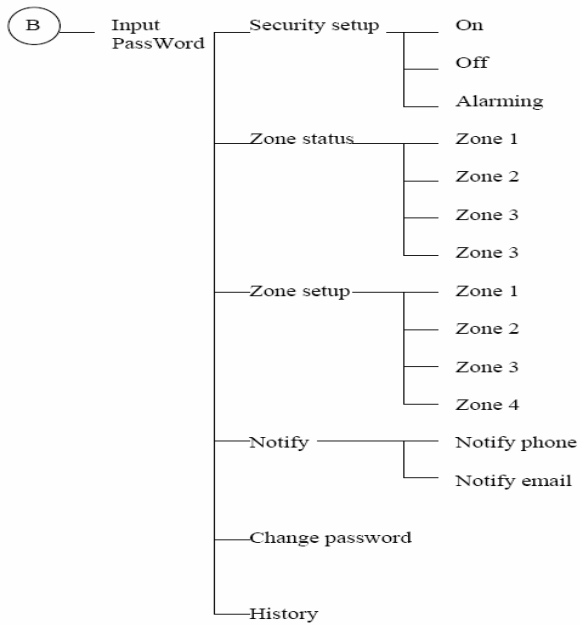 B
Input
PassWord
Security setup
On
Off
Alarming
Zone status
Zone 1
Zone 2
Zone 3
Zone 3
Zone setup
Zone 1
Zone 2
Zone 3
Zone 4
Notify
Notify phone
Notify email
Change password
History